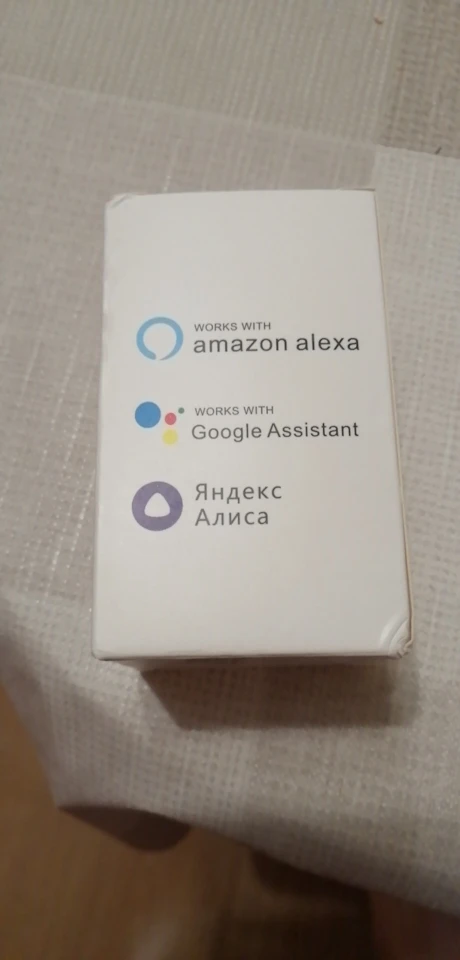 WORKS WITH
amazon alexa
WORKS WITH
Google Assistant
Яндекс
Алиса